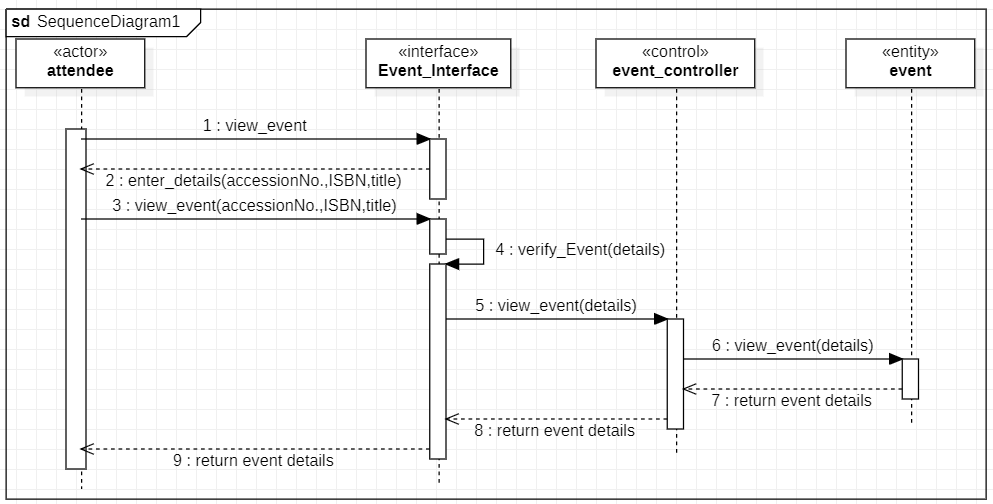 sd SequenceDiagram1
«actor»
attendee
«interface»
Event_Interface
«control»
event_controller
«entity»
event
1 : view_event
2 : enter_details(accessionNo.,ISBN,title)
3 : view_event(accessionNo.,ISBN,title)
4 : verify_Event(details)
5 : view_event(details)
6 : view_event(details)
7 : return event details
8 : return event details
9 : return event details